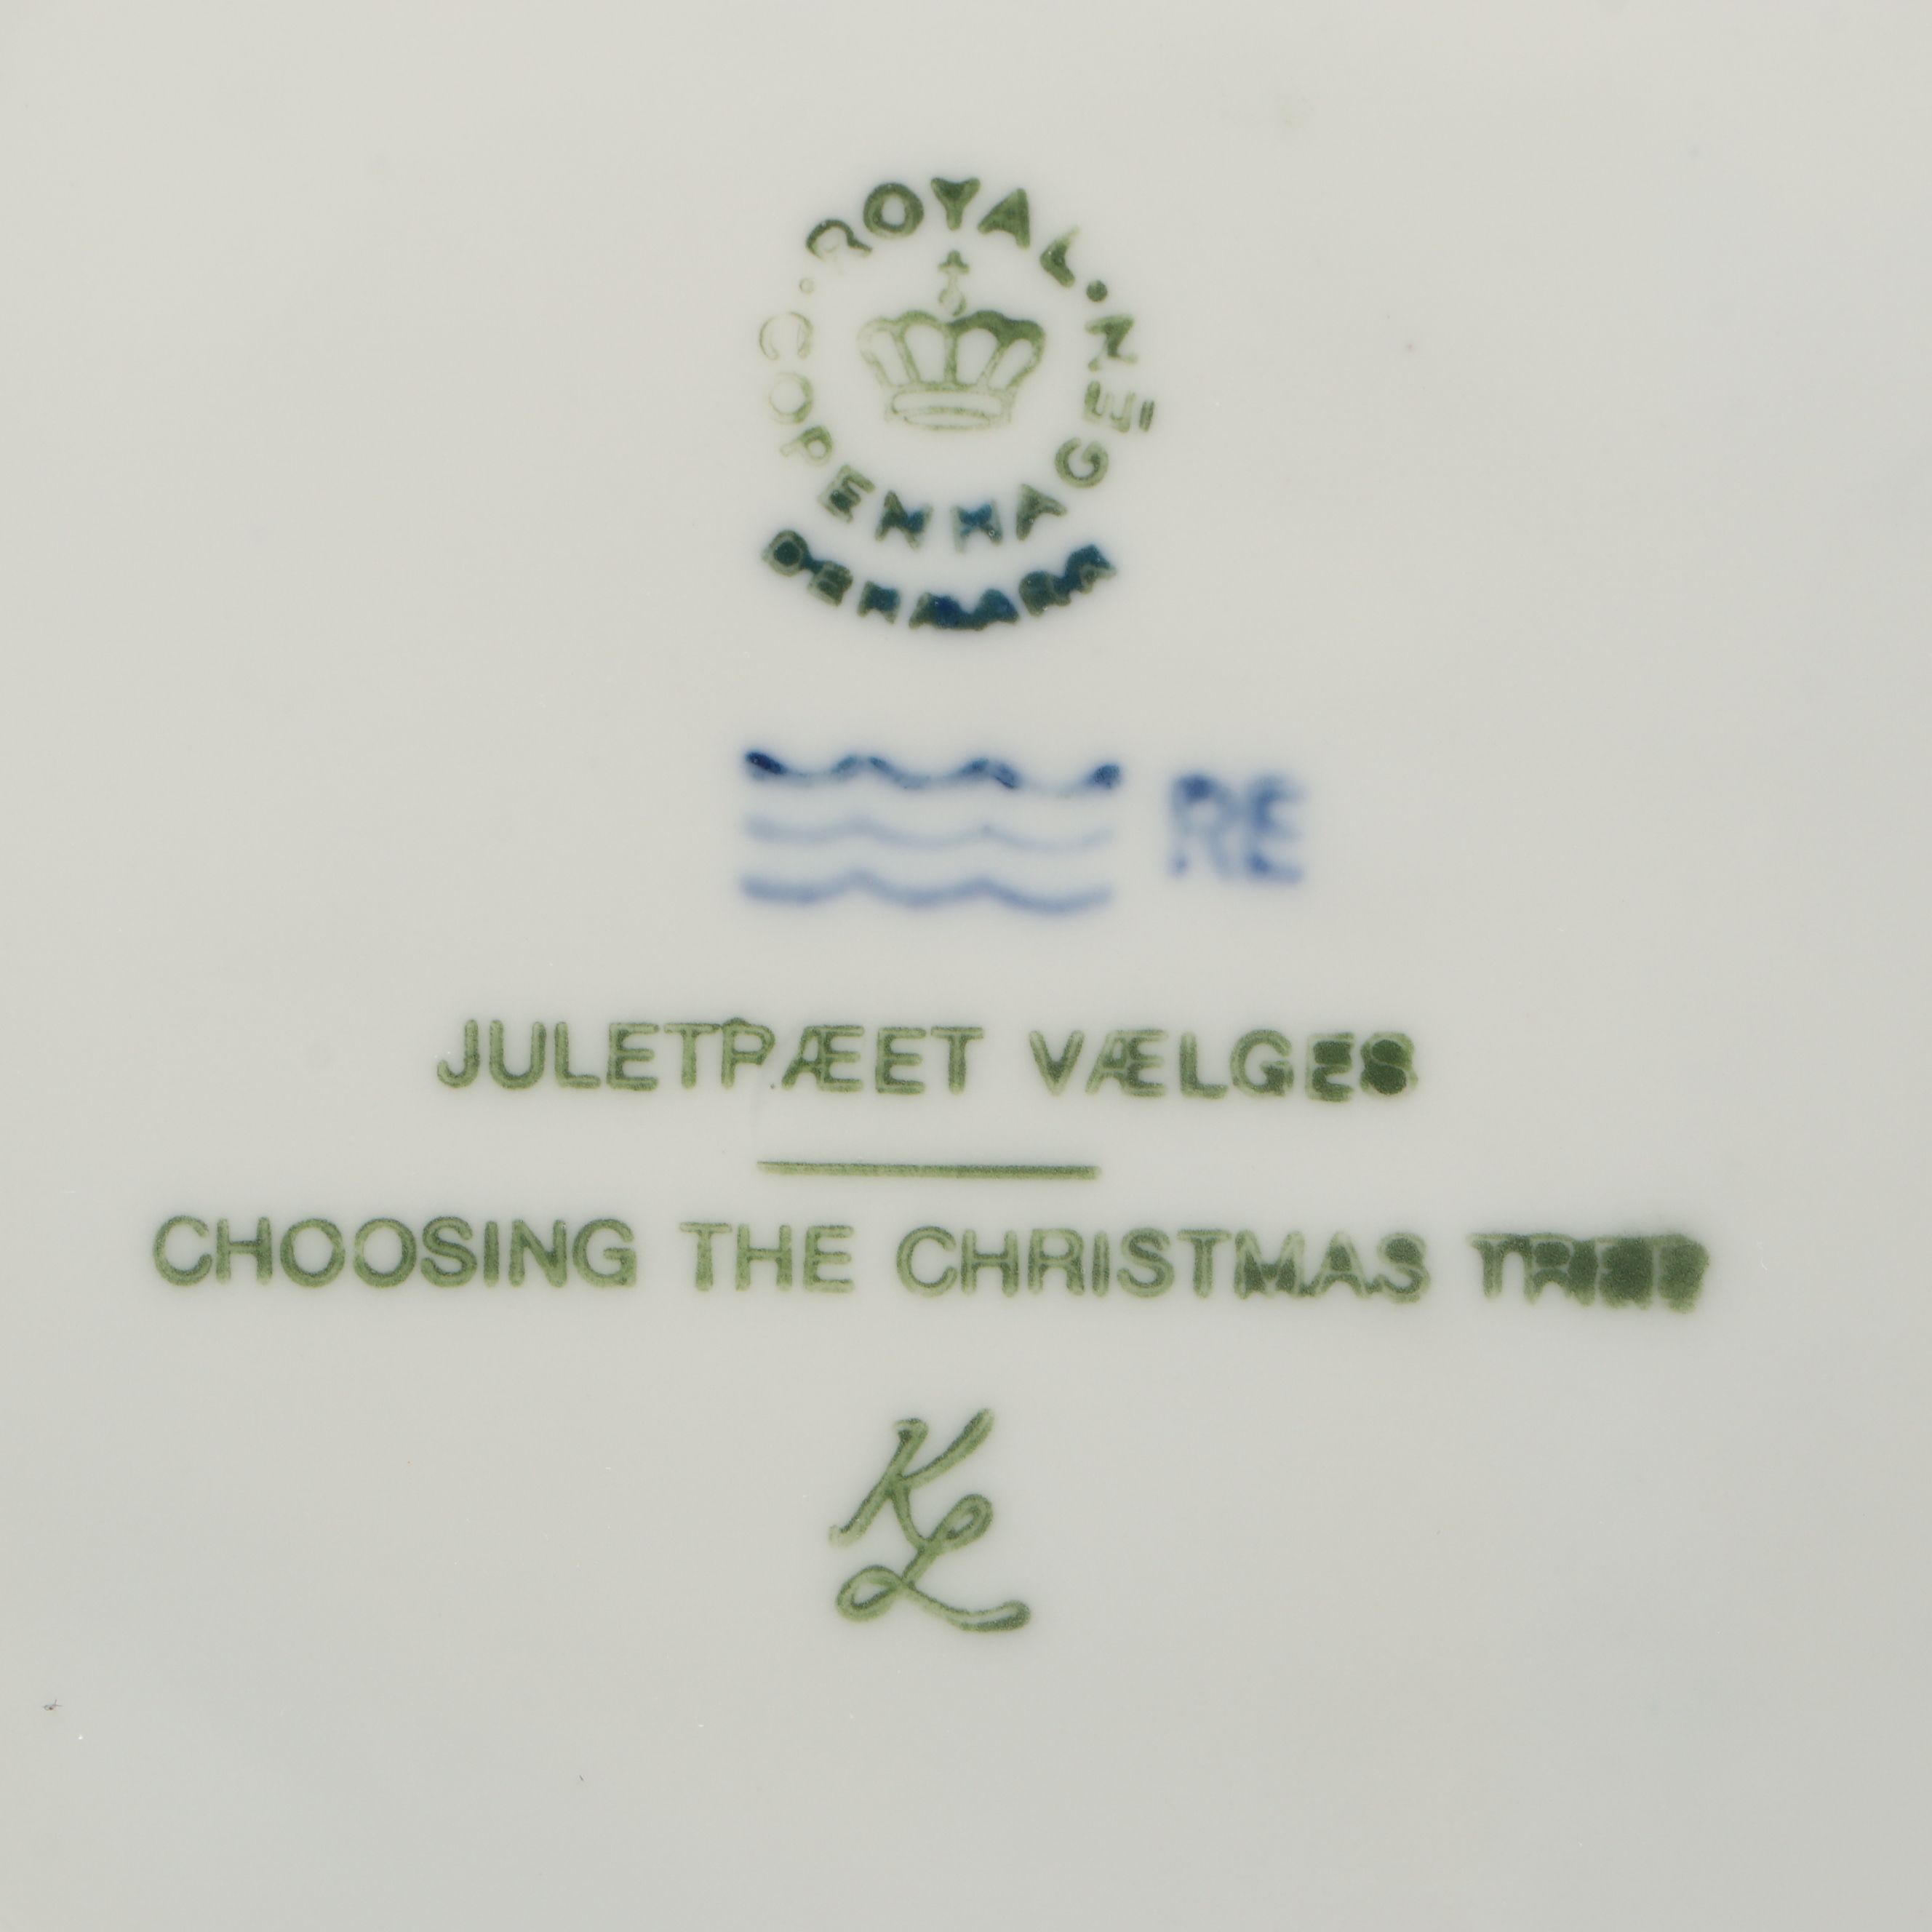 ROYAL
COPENHAGEN
DENMARK
RE
JULETRÆET VÆLGES
CHOOSING THE CHRISTMAS TREE
KL